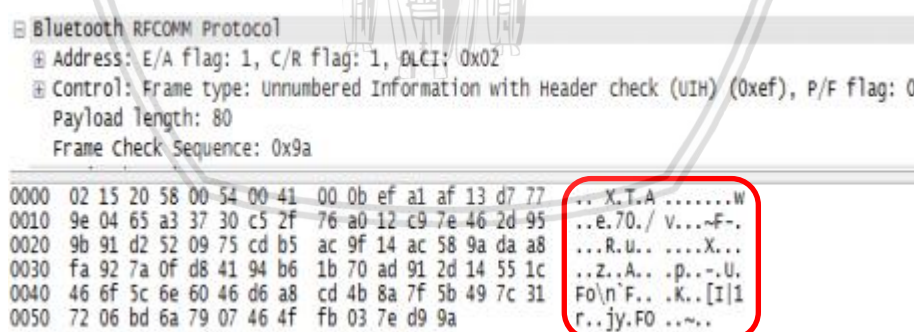 Bluetooth RFCOMM Protocol
Address: E/A flag: 1, C/R flag: 1, DLCI: 0x02
Control: Frame type: Unnumbered Information with Header check (UIH) (0xef), P/F flag: 0
Payload length: 80
Frame Check Sequence: 0x9a
0000 02 15 20 58 00 54 00 41 00 0b ef a1 af 13 d7 77 .. X.T.A .......w
0010 9e 04 65 a3 37 30 c5 2f 76 a0 12 c9 7e 46 2d 95 ..e.70./ v...~F-.
0020 9b 91 d2 52 09 75 cd b5 ac 9f 14 ac 58 9a da a8 ...R.u.. ....X...
0030 fa 92 7a 0f d8 41 94 b6 1b 70 ad 91 2d 14 55 1c ..z..A.. .p..-.U.
0040 46 6f 5c 6e 60 46 d6 a8 cd 4b 8a 7f 5b 49 7c 31 Fo\n`F.. .K..[I|1
0050 72 06 bd 6a 79 07 46 4f fb 03 7e d9 9a r..jy.FO ..~..